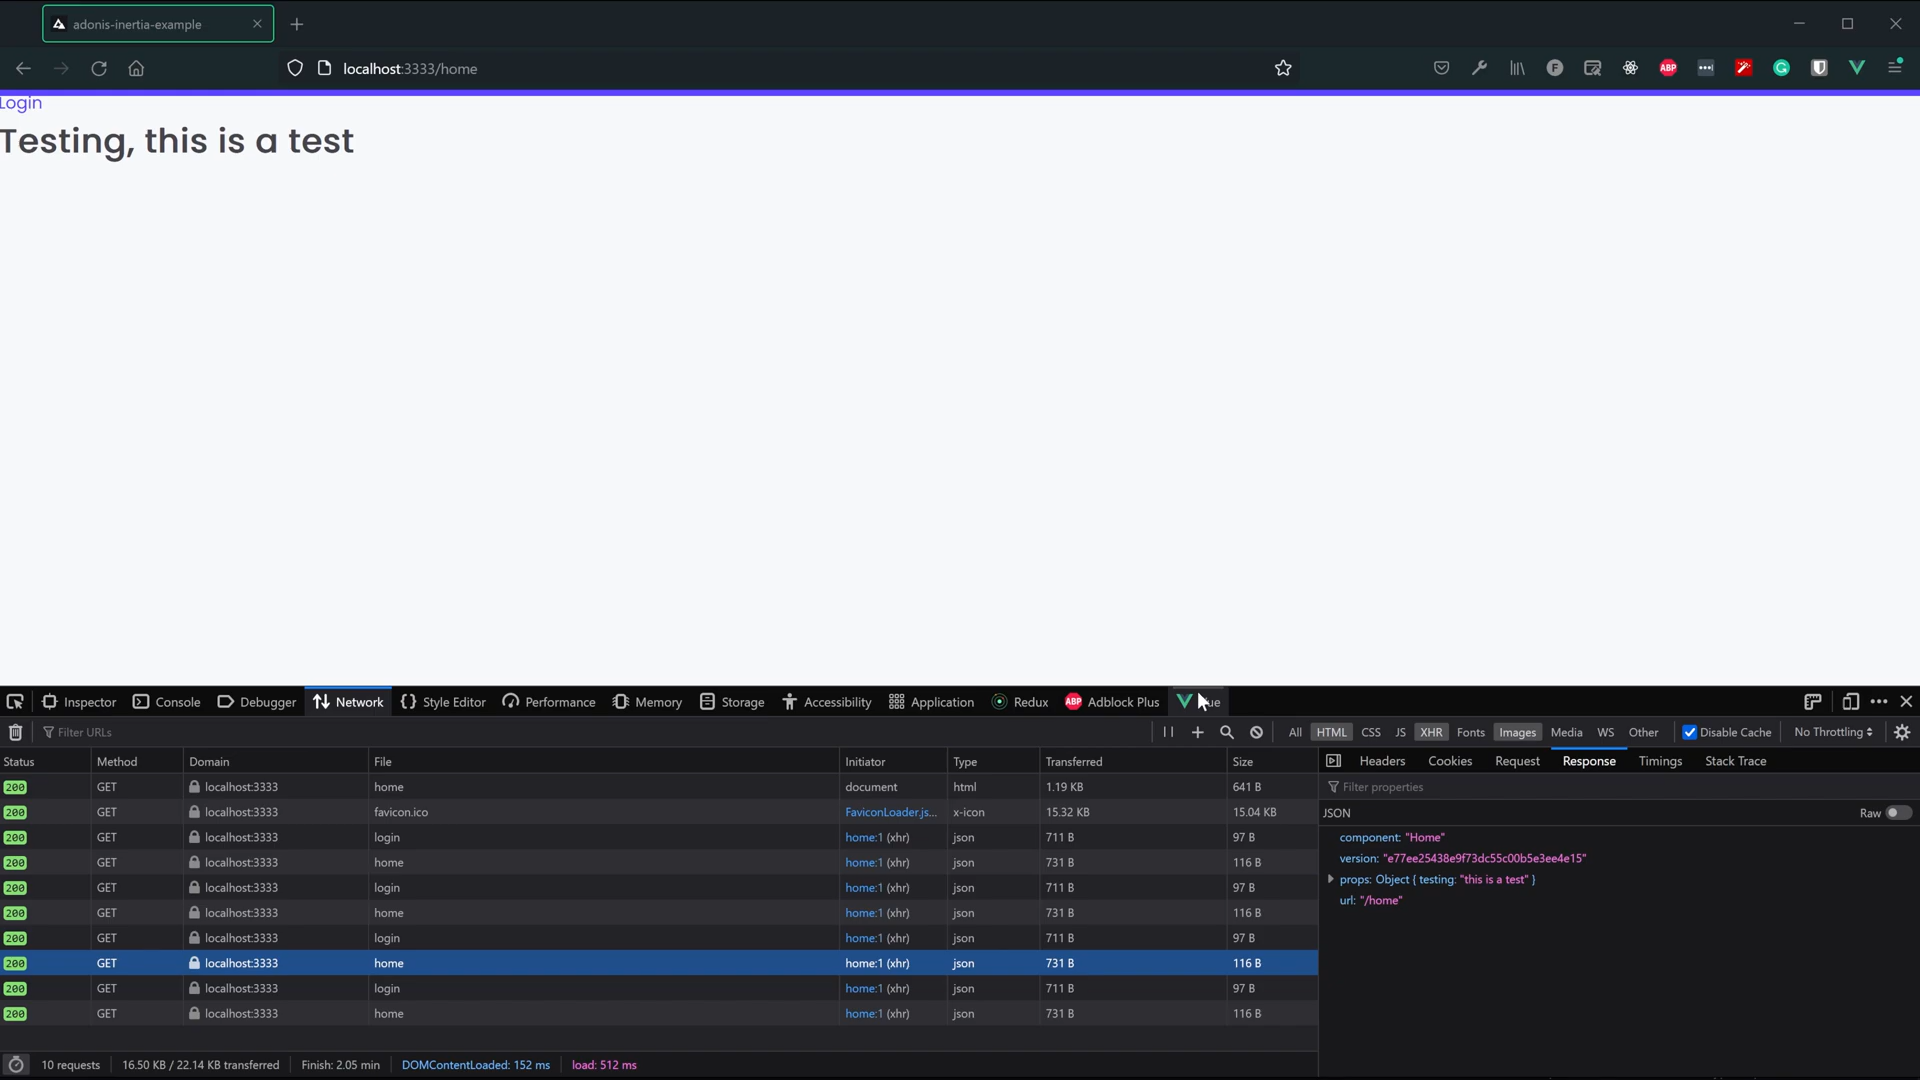 adonis-inertia-example
localhost:3333/home
Login
Testing, this is a test
Inspector Console Debugger Network Style Editor Performance Memory Storage Accessibility Application Redux Adblock Plus
Filter URLs All HTML CSS JS XHR Fonts Images Media WS Other Disable Cache No Throttling
Status Method Domain File Initiator Type Transferred Size
200 GET localhost:3333 home document html 1.19 KB 641 B
200 GET localhost:3333 favicon.ico FaviconLoader.js... x-icon 15.32 KB 15.04 KB
200 GET localhost:3333 login home:1 (xhr) json 711 B 97 B
200 GET localhost:3333 home home:1 (xhr) json 731 B 116 B
200 GET localhost:3333 login home:1 (xhr) json 711 B 97 B
200 GET localhost:3333 home home:1 (xhr) json 731 B 116 B
200 GET localhost:3333 login home:1 (xhr) json 711 B 97 B
200 GET localhost:3333 home home:1 (xhr) json 731 B 116 B
200 GET localhost:3333 login home:1 (xhr) json 711 B 97 B
200 GET localhost:3333 home home:1 (xhr) json 731 B 116 B
Headers Cookies Request Response Timings Stack Trace
Filter properties
JSON Raw
component: "Home"
version: "e77ee25438e9f73dc55c00b5e3ee4e15"
props: Object { testing: "this is a test" }
url: "/home"
10 requests 16.50 KB / 22.14 KB transferred Finish: 2.05 min DOMContentLoaded: 152 ms load: 512 ms